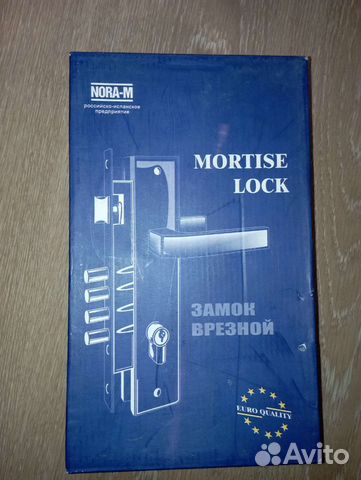 NORA-M
российско-испанское
предприятие
MORTISE
LOCK
ЗАМОК
ВРЕЗНОЙ
EURO QUALITY
Avito